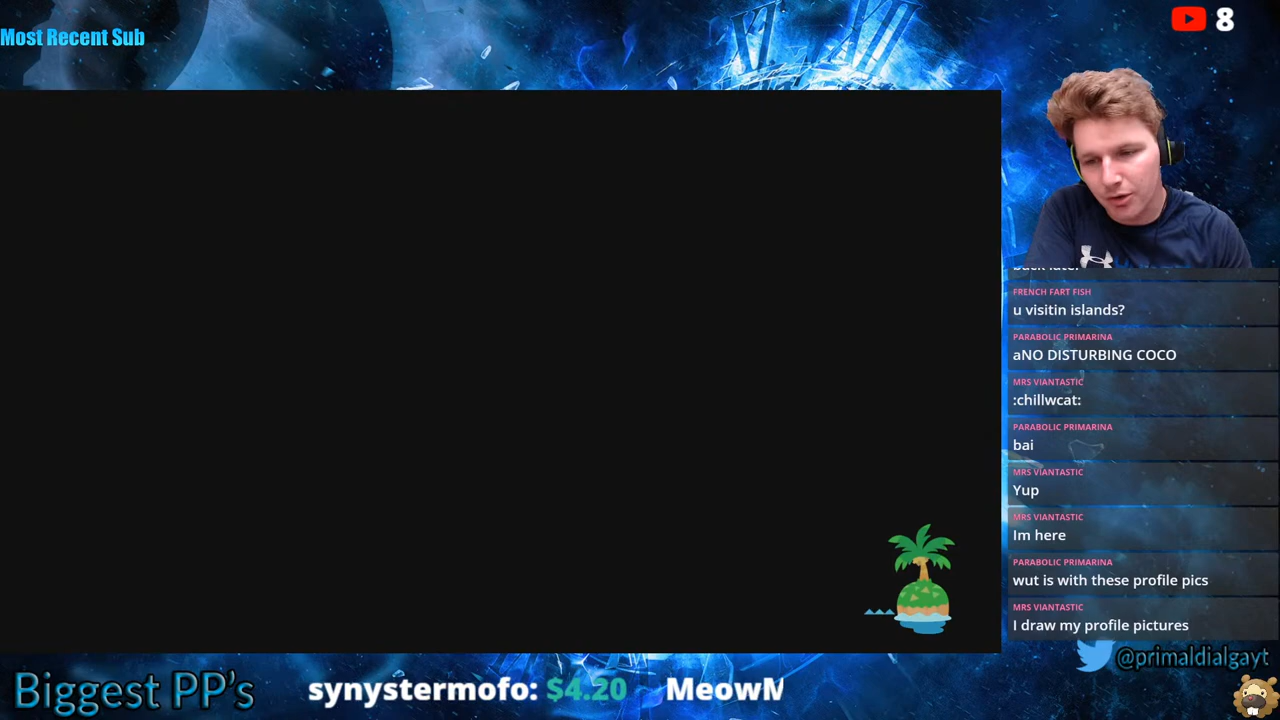 Most Recent Sub
8
FRENCH FART FISH
u visitin islands?
PARABOLIC PRIMARINA
aNO DISTURBING COCO
MRS VIANTASTIC
:chillwcat:
PARABOLIC PRIMARINA
bai
MRS VIANTASTIC
Yup
MRS VIANTASTIC
Im here
PARABOLIC PRIMARINA
wut is with these profile pics
MRS VIANTASTIC
I draw my profile pictures
@primaldialgayt
Biggest PP's synystermofo: $4.20 MeowM